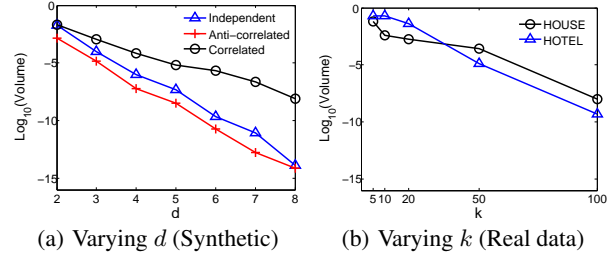 0
−5
−10
−15
Log10(Volume)
2 3 4 5 6 7 8
d
Independent
Anti−correlated
Correlated
(a) Varying d (Synthetic)
0
−5
−10
−15
Log10(Volume)
5 10 20 50 100
k
HOUSE
HOTEL
(b) Varying k (Real data)